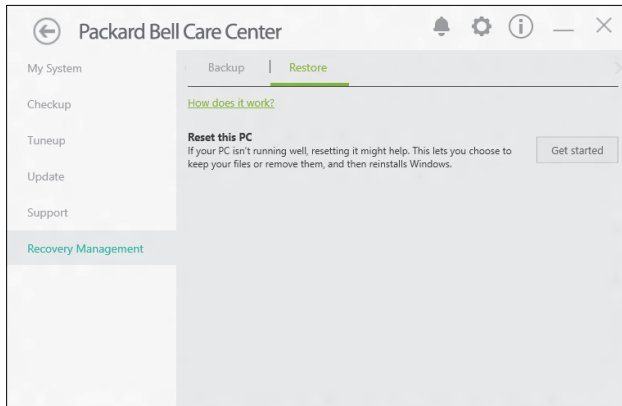 Packard Bell Care Center
My System
Checkup
Tuneup
Update
Support
Recovery Management
Backup | Restore
How does it work?
Reset this PC
If your PC isn't running well, resetting it might help. This lets you choose to
keep your files or remove them, and then reinstalls Windows.
Get started